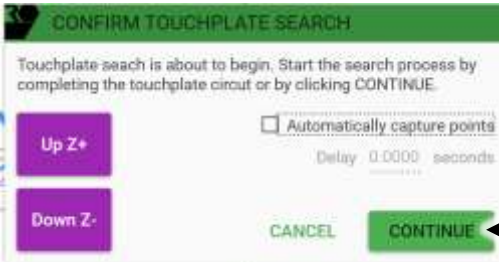 CONFIRM TOUCHPLATE SEARCH
Touchplate seach is about to begin. Start the search process by
completing the touchplate circut or by clicking CONTINUE.
Up Z+
Automatically capture points
Delay 0.0000 seconds
Down Z-
CANCEL
CONTINUE